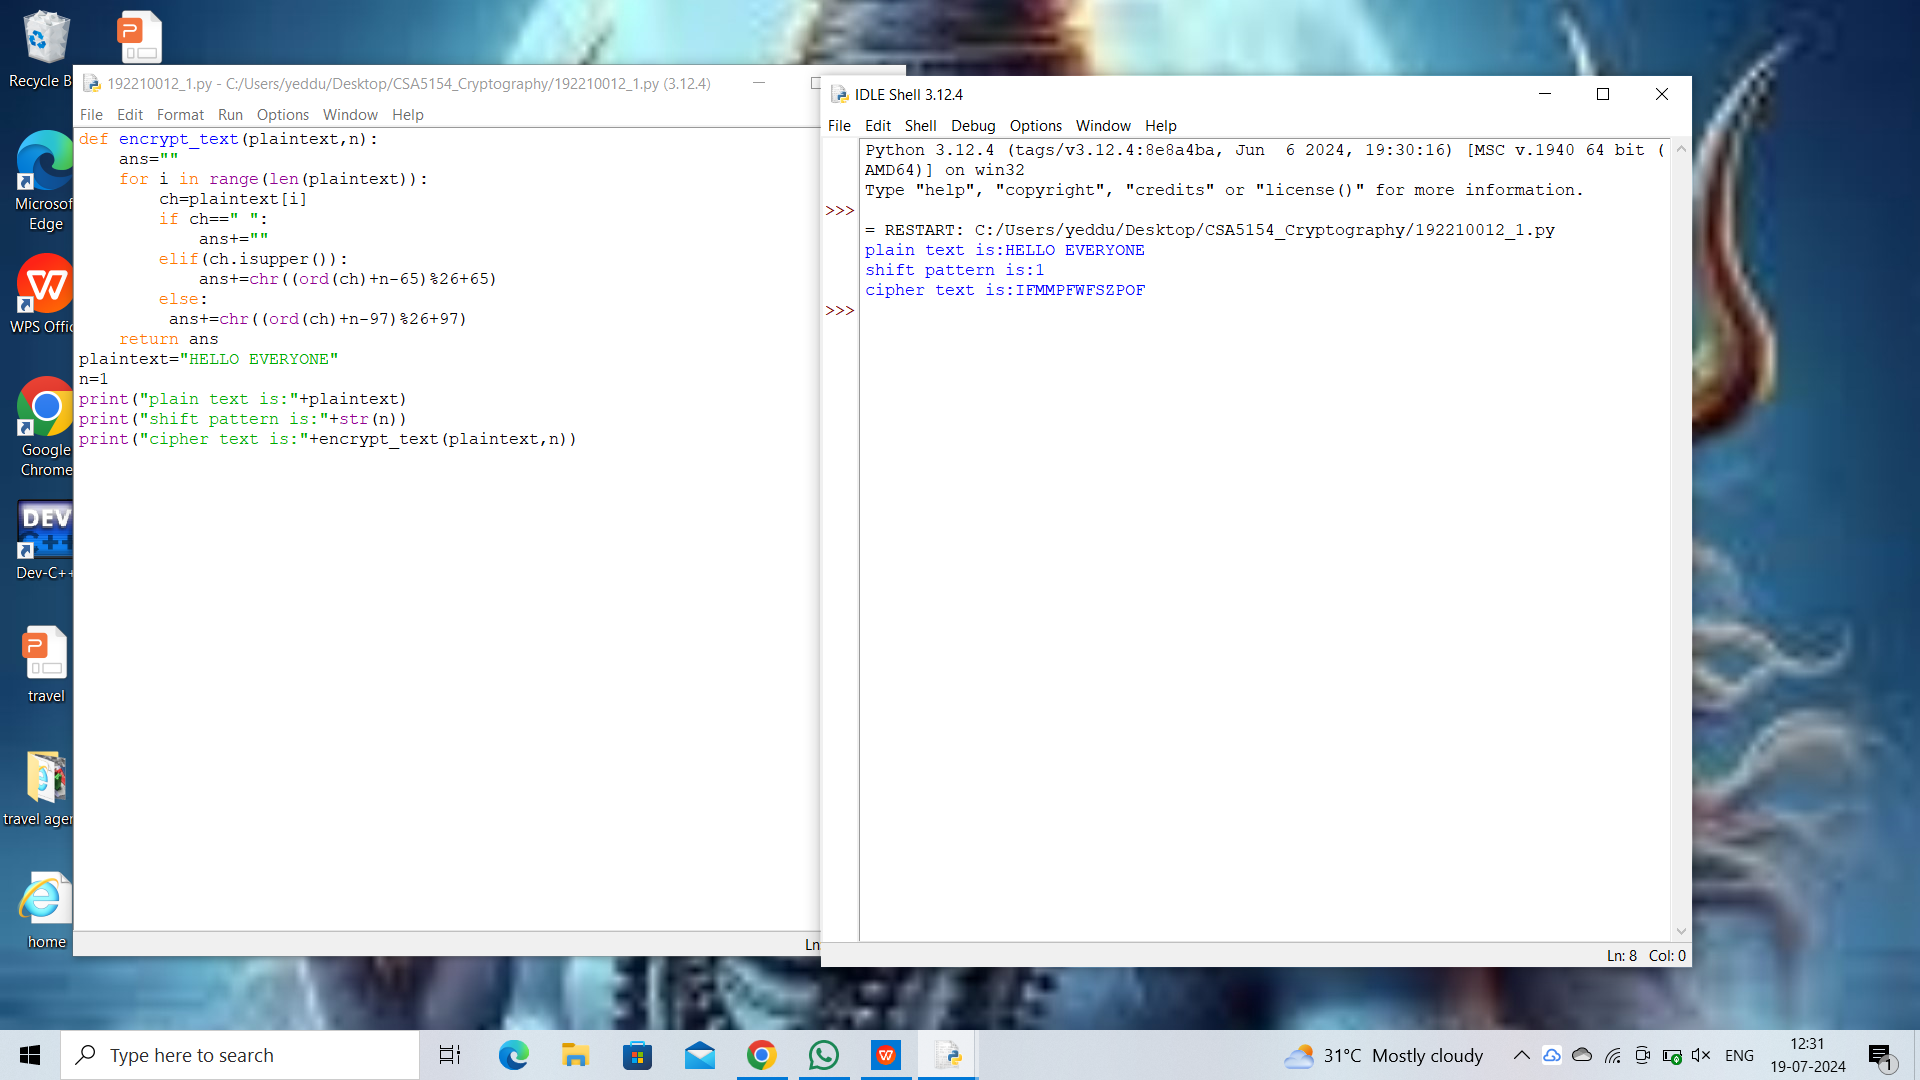 Recycle B
Microsof
Edge
WPS Offic
Google
Chrome
DEV
C++
Dev-C++
travel
travel ager
home
192210012_1.py - C:/Users/yeddu/Desktop/CSA5154_Cryptography/192210012_1.py (3.12.4)
File Edit Format Run Options Window Help
def encrypt_text(plaintext,n):
    ans=""
    for i in range(len(plaintext)):
        ch=plaintext[i]
        if ch==" ":
            ans+=""
        elif(ch.isupper()):
            ans+=chr((ord(ch)+n-65)%26+65)
        else:
         ans+=chr((ord(ch)+n-97)%26+97)
    return ans
plaintext="HELLO EVERYONE"
n=1
print("plain text is:"+plaintext)
print("shift pattern is:"+str(n))
print("cipher text is:"+encrypt_text(plaintext,n))
Ln
IDLE Shell 3.12.4
File Edit Shell Debug Options Window Help
Python 3.12.4 (tags/v3.12.4:8e8a4ba, Jun  6 2024, 19:30:16) [MSC v.1940 64 bit (
AMD64)] on win32
Type "help", "copyright", "credits" or "license()" for more information.
>>>
= RESTART: C:/Users/yeddu/Desktop/CSA5154_Cryptography/192210012_1.py
plain text is:HELLO EVERYONE
shift pattern is:1
cipher text is:IFMMPFWFSZPOF
>>>
Ln: 8 Col: 0
Type here to search
31°C Mostly cloudy
ENG
12:31
19-07-2024
1